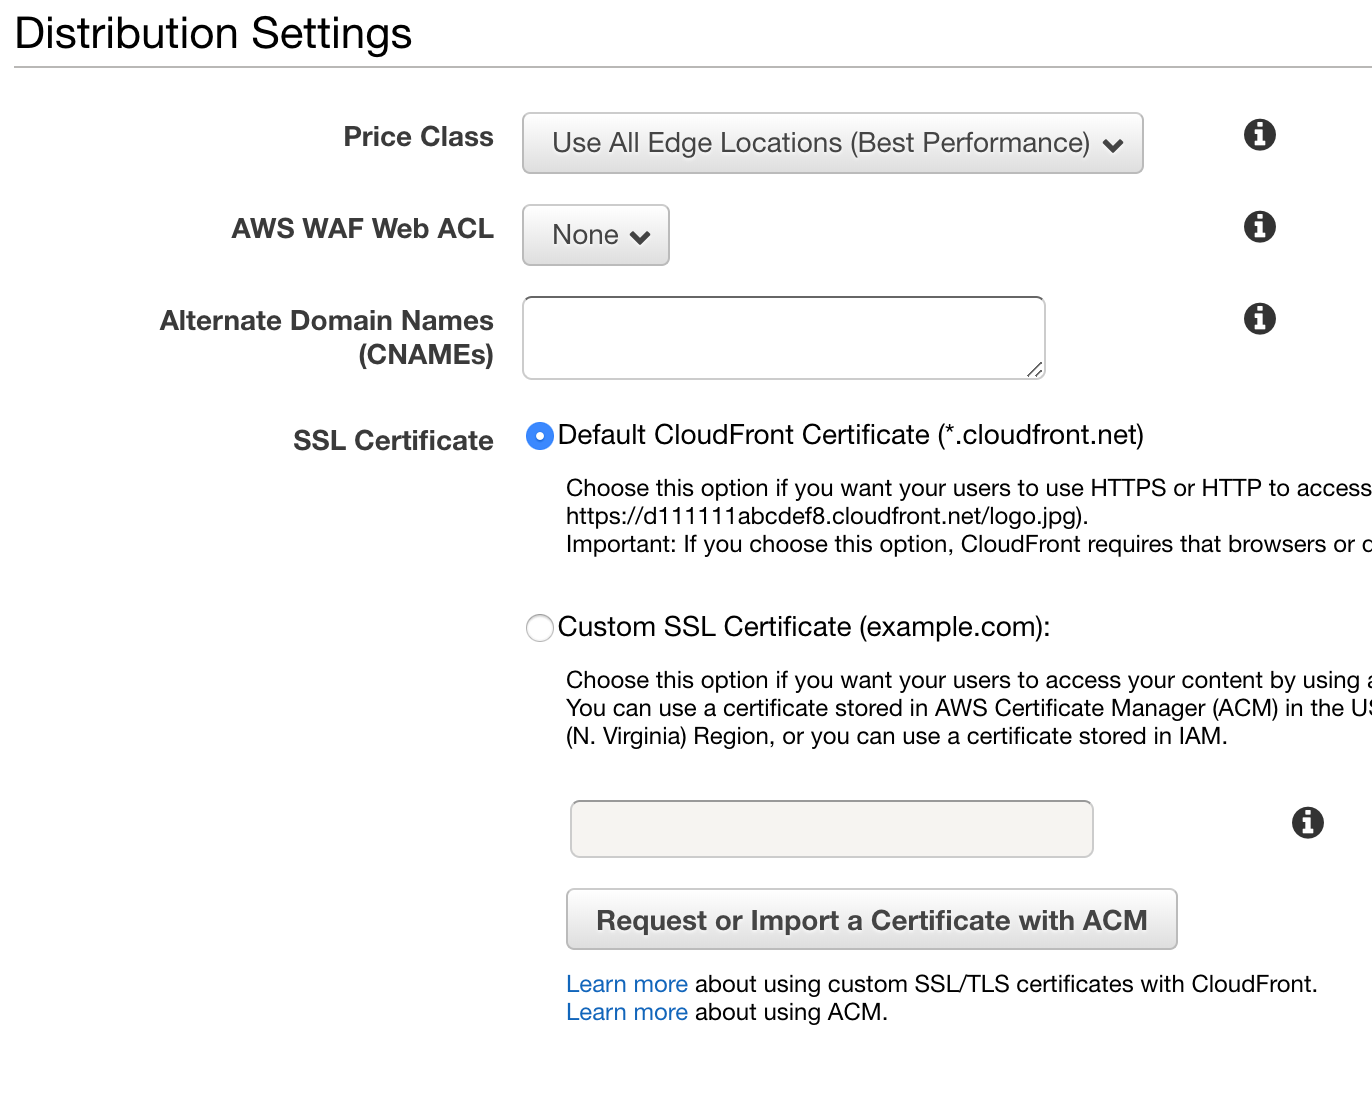 Distribution Settings
Price Class
Use All Edge Locations (Best Performance)
AWS WAF Web ACL
None
Alternate Domain Names
(CNAMEs)
SSL Certificate
Default CloudFront Certificate (*.cloudfront.net)
Choose this option if you want your users to use HTTPS or HTTP to access
https://d111111abcdef8.cloudfront.net/logo.jpg).
Important: If you choose this option, CloudFront requires that browsers or
Custom SSL Certificate (example.com):
Choose this option if you want your users to access your content by using
You can use a certificate stored in AWS Certificate Manager (ACM) in the US
(N. Virginia) Region, or you can use a certificate stored in IAM.
Request or Import a Certificate with ACM
Learn more about using custom SSL/TLS certificates with CloudFront.
Learn more about using ACM.